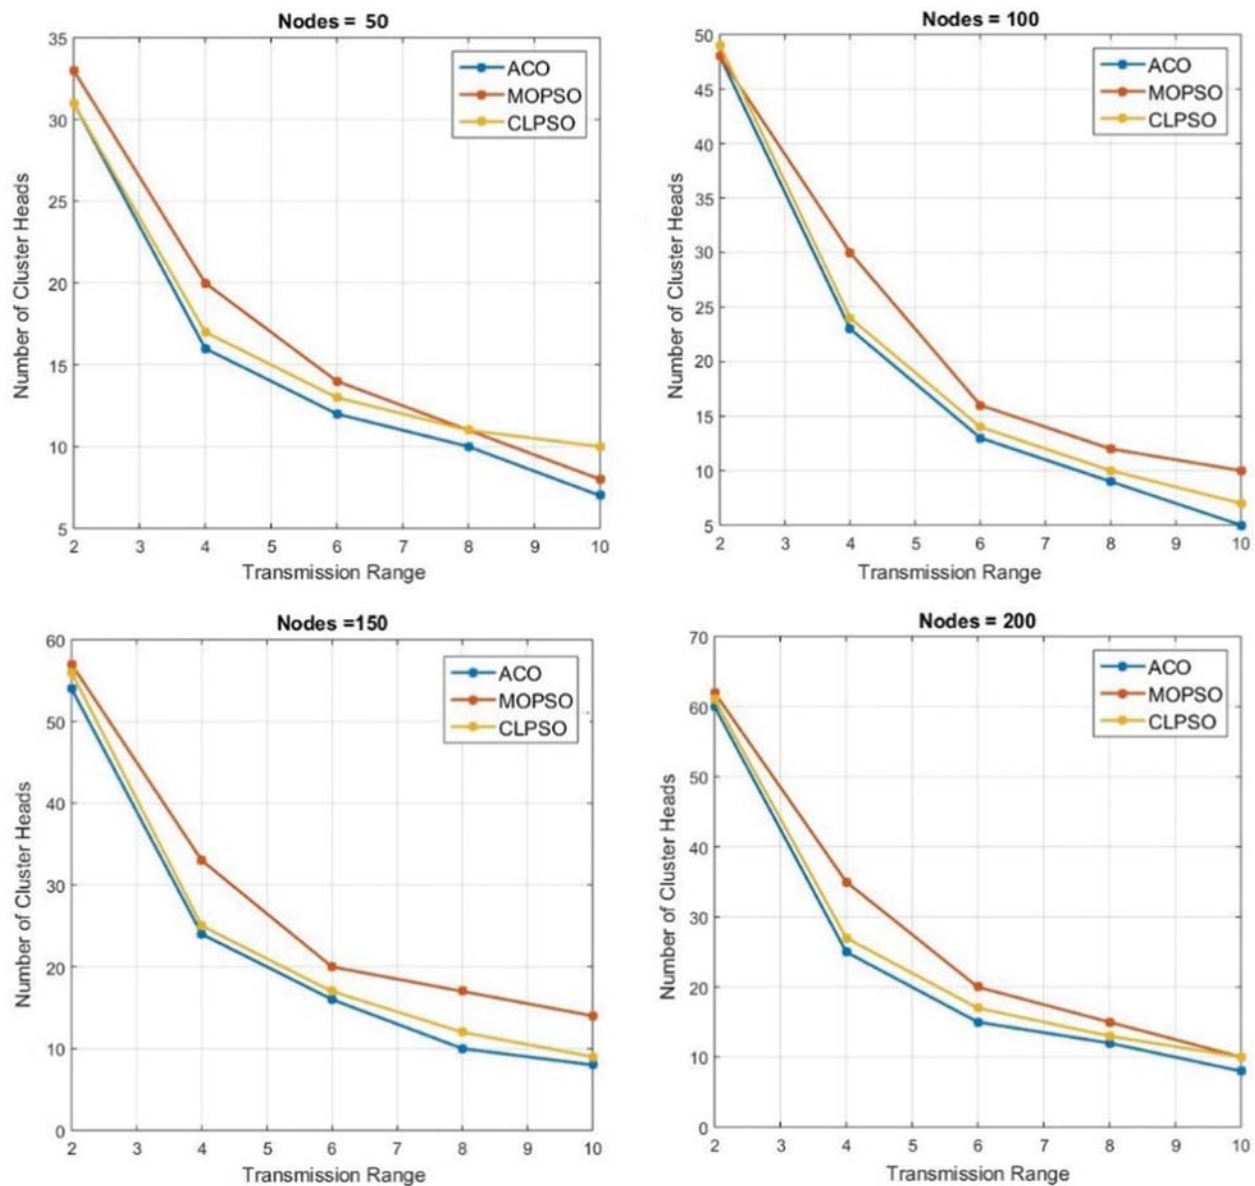 Nodes = 50
35
30
25
20
15
10
5
Number of Cluster Heads
ACO
MOPSO
CLPSO
2 3 4 5 6 7 8 9 10
Transmission Range
Nodes = 100
50
45
40
35
30
25
20
15
10
5
Number of Cluster Heads
ACO
MOPSO
CLPSO
2 3 4 5 6 7 8 9 10
Transmission Range
Nodes =150
60
50
40
30
20
10
0
Number of Cluster Heads
ACO
MOPSO
CLPSO
2 3 4 5 6 7 8 9 10
Transmission Range
Nodes = 200
70
60
50
40
30
20
10
0
Number of Cluster Heads
ACO
MOPSO
CLPSO
2 3 4 5 6 7 8 9 10
Transmission Range